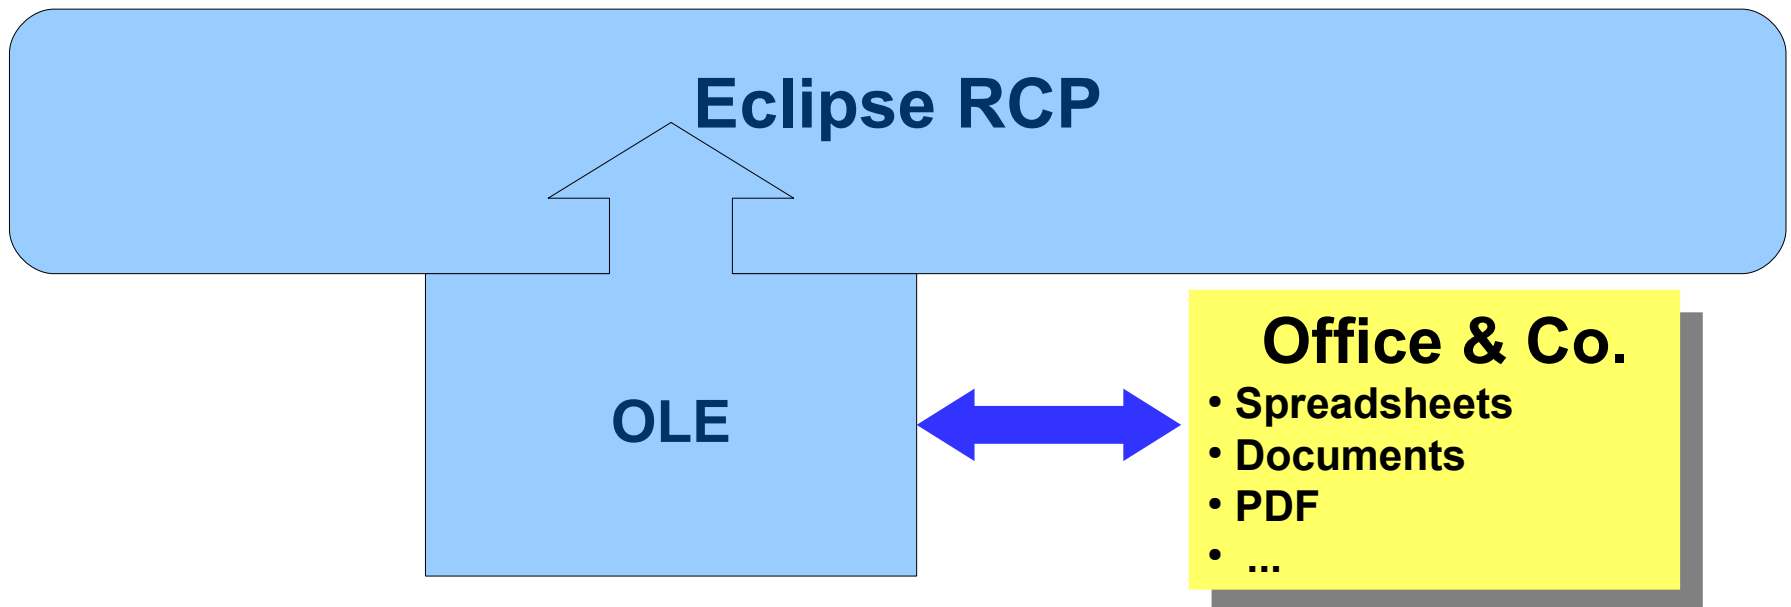 Eclipse RCP
OLE
Office & Co.
• Spreadsheets
• Documents
• PDF
• ...